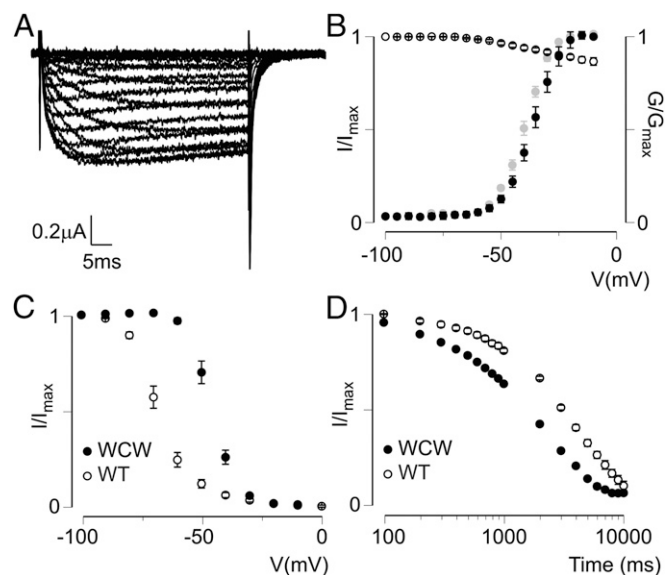 A
0.2μA
5ms
B
1
1
I/Imax
G/Gmax
0
0
-100
-50
0
V(mV)
C
1
I/Imax
WCW
WT
0
-100
-50
0
V(mV)
D
1
I/Imax
WCW
WT
0
100
1000
10000
Time (ms)